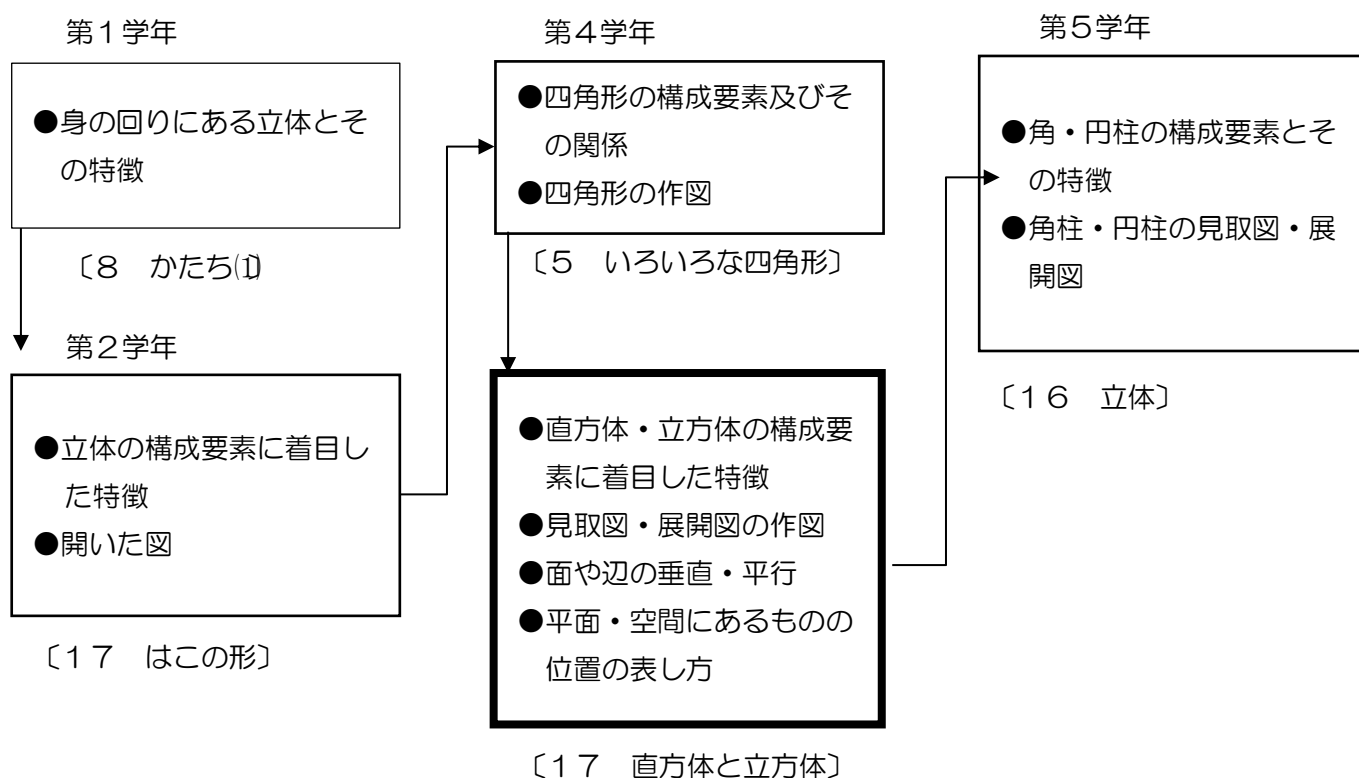 第１学年
●身の回りにある立体とそ
の特徴
〔８　かたち⑴〕
第２学年
●立体の構成要素に着目し
た特徴
●開いた図
〔１７　はこの形〕
第４学年
●四角形の構成要素及びそ
の関係
●四角形の作図
〔５　いろいろな四角形〕
●直方体・立方体の構成要
素に着目した特徴
●見取図・展開図の作図
●面や辺の垂直・平行
●平面・空間にあるものの
位置の表し方
〔１７　直方体と立方体〕
第５学年
●角・円柱の構成要素とそ
の特徴
●角柱・円柱の見取図・展
開図
〔１６　立体〕